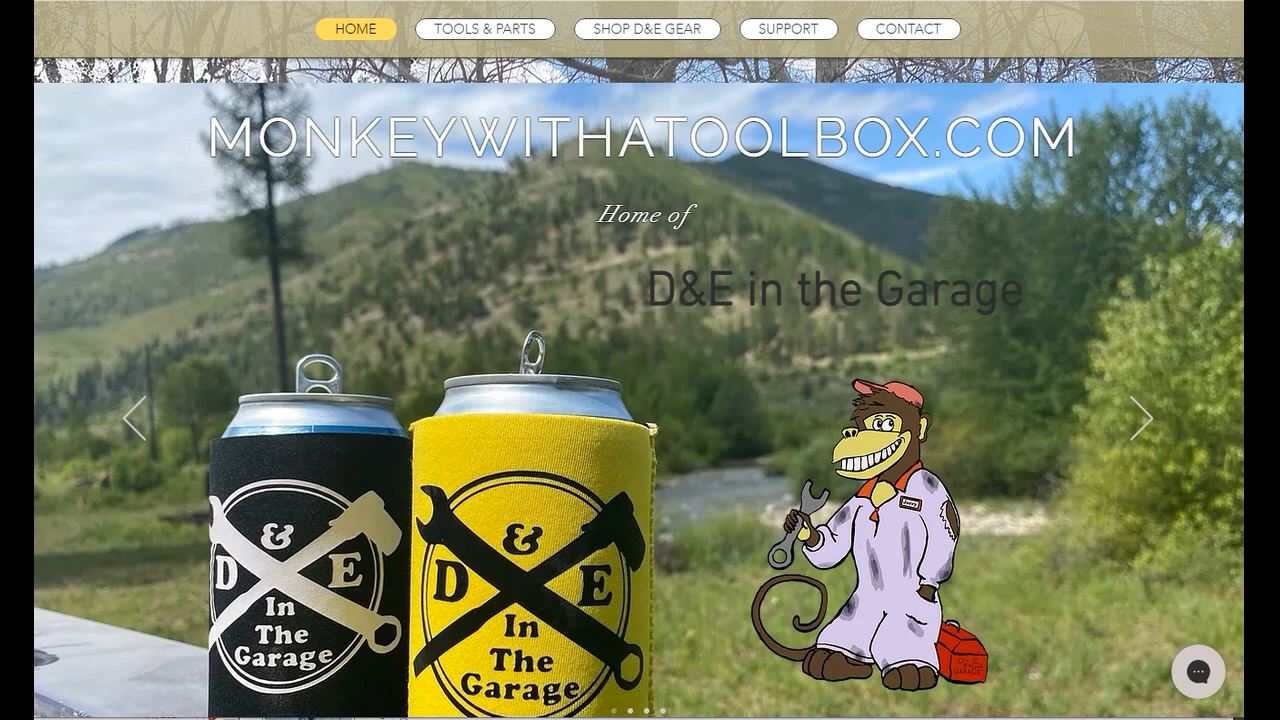 HOME
TOOLS & PARTS
SHOP D&E GEAR
SUPPORT
CONTACT
MONKEYWITHATOOLBOX.COM
Home of
D&E in the Garage
&
D E
In
The
Garage
&
D E
In
The
Garage
D&E
GARAGE